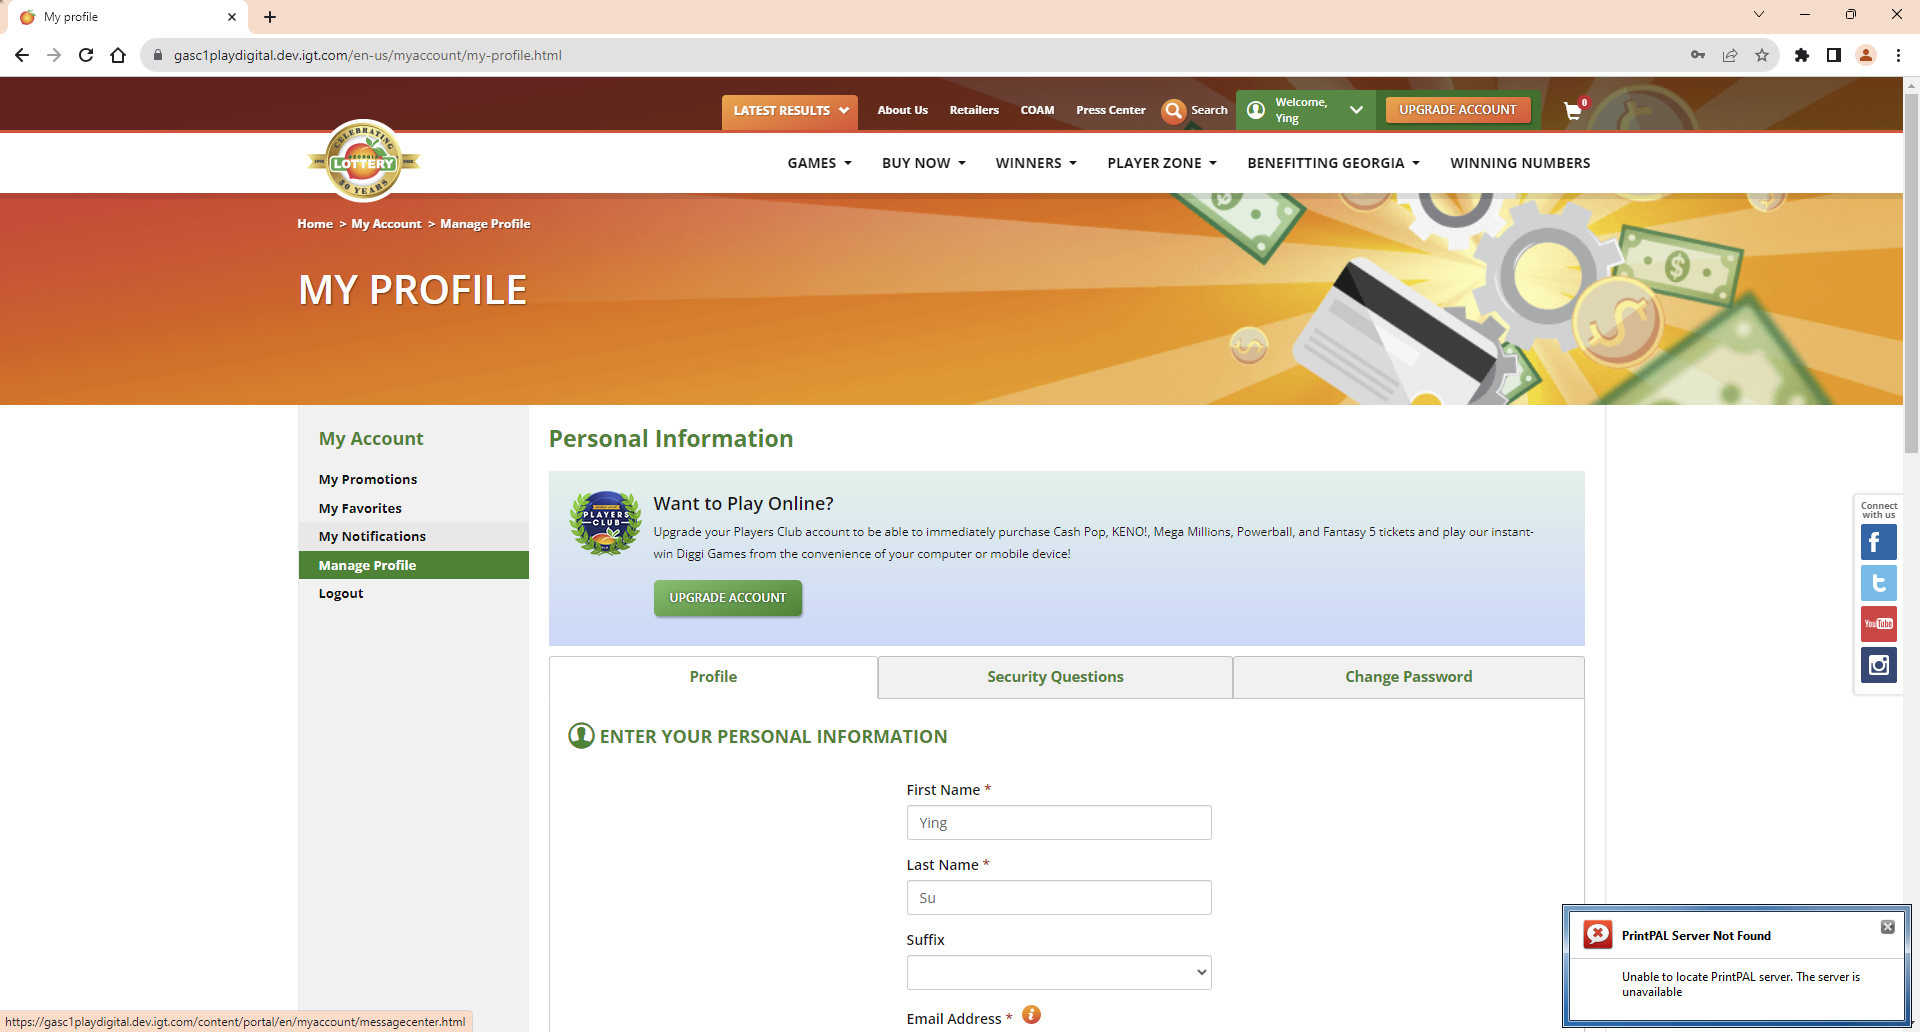 My profile
gasc1playdigital.dev.igt.com/en-us/myaccount/my-profile.html
LATEST RESULTS
About Us
Retailers
COAM
Press Center
Search
Welcome,
Ying
UPGRADE ACCOUNT
0
CELEBRATING
GEORGIA
LOTTERY
30 YEARS
GAMES
BUY NOW
WINNERS
PLAYER ZONE
BENEFITTING GEORGIA
WINNING NUMBERS
Home > My Account > Manage Profile
MY PROFILE
My Account
My Promotions
My Favorites
My Notifications
Manage Profile
Logout
Personal Information
PLAYERS
CLUB
Want to Play Online?
Upgrade your Players Club account to be able to immediately purchase Cash Pop, KENO!, Mega Millions, Powerball, and Fantasy 5 tickets and play our instant-
win Diggi Games from the convenience of your computer or mobile device!
UPGRADE ACCOUNT
Profile
Security Questions
Change Password
ENTER YOUR PERSONAL INFORMATION
First Name *
Ying
Last Name *
Su
Suffix
Email Address *
Connect
with us
YouTube
PrintPAL Server Not Found
Unable to locate PrintPAL server. The server is
unavailable
https://gasc1playdigital.dev.igt.com/content/portal/en/myaccount/messagecenter.html